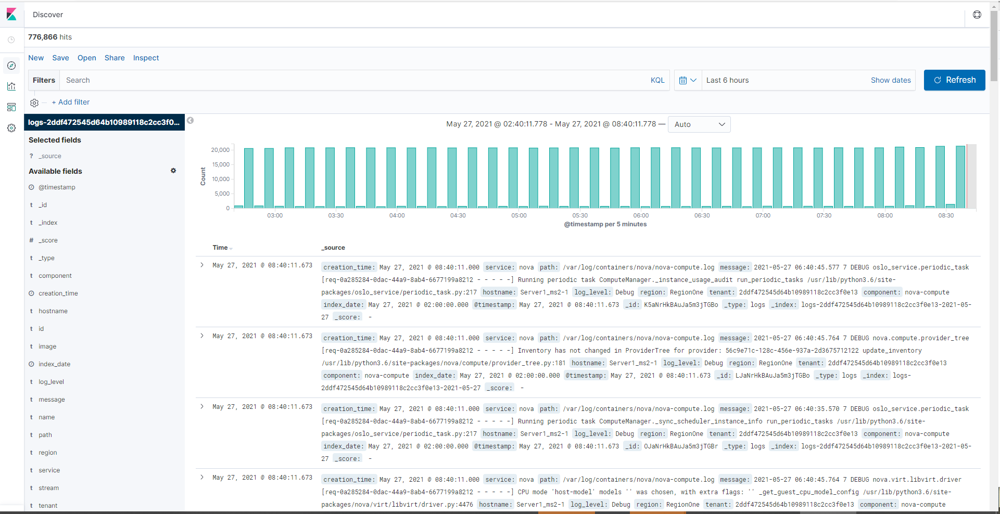 Discover
776,866 hits
New Save Open Share Inspect
Filters Search KQL Last 6 hours Show dates Refresh
+ Add filter
logs-2ddf472545d64b10989118c2cc3f0...
Selected fields
? _source
Available fields
@timestamp
t _id
t _index
# _score
t _type
t component
creation_time
t hostname
t id
t image
index_date
t log_level
t message
t name
t path
t region
t service
t stream
t tenant
May 27, 2021 @ 02:40:11.778 - May 27, 2021 @ 08:40:11.778 — Auto
Count
20,000
15,000
10,000
5,000
0
03:00 03:30 04:00 04:30 05:00 05:30 06:00 06:30 07:00 07:30 08:00 08:30
@timestamp per 5 minutes
Time _source
May 27, 2021 @ 08:40:11.673
creation_time: May 27, 2021 @ 08:40:11.000 service: nova path: /var/log/containers/nova/nova-compute.log message: 2021-05-27 06:40:45.577 7 DEBUG oslo_service.periodic_task
[req-0a285284-0dac-44a9-8ab4-6677199a8212 - - - - -] Running periodic task ComputeManager._instance_usage_audit run_periodic_tasks /usr/lib/python3.6/site-
packages/oslo_service/periodic_task.py:217 hostname: Server1_ms2-1 log_level: Debug region: RegionOne tenant: 2ddf472545d64b10989118c2cc3f0e13 component: nova-compute
index_date: May 27, 2021 @ 02:00:00.000 @timestamp: May 27, 2021 @ 08:40:11.673 _id: K5aNrHkBAuJa5m3jTGBo _type: logs _index: logs-2ddf472545d64b10989118c2cc3f0e13-2021-05-
27 _score: -
May 27, 2021 @ 08:40:11.673
creation_time: May 27, 2021 @ 08:40:11.000 service: nova path: /var/log/containers/nova/nova-compute.log message: 2021-05-27 06:40:45.764 7 DEBUG nova.compute.provider_tree
[req-0a285284-0dac-44a9-8ab4-6677199a8212 - - - - -] Inventory has not changed in ProviderTree for provider: 56c9e71c-128c-456e-937a-2d3675712122 update_inventory
/usr/lib/python3.6/site-packages/nova/compute/provider_tree.py:181 hostname: Server1_ms2-1 log_level: Debug region: RegionOne tenant: 2ddf472545d64b10989118c2cc3f0e13
component: nova-compute index_date: May 27, 2021 @ 02:00:00.000 @timestamp: May 27, 2021 @ 08:40:11.673 _id: LJaNrHkBAuJa5m3jTGBo _type: logs _index: logs-
2ddf472545d64b10989118c2cc3f0e13-2021-05-27 _score: -
May 27, 2021 @ 08:40:11.673
creation_time: May 27, 2021 @ 08:40:11.000 service: nova path: /var/log/containers/nova/nova-compute.log message: 2021-05-27 06:40:35.570 7 DEBUG oslo_service.periodic_task
[req-0a285284-0dac-44a9-8ab4-6677199a8212 - - - - -] Running periodic task ComputeManager._sync_scheduler_instance_info run_periodic_tasks /usr/lib/python3.6/site-
packages/oslo_service/periodic_task.py:217 hostname: Server1_ms2-1 log_level: Debug region: RegionOne tenant: 2ddf472545d64b10989118c2cc3f0e13 component: nova-compute
index_date: May 27, 2021 @ 02:00:00.000 @timestamp: May 27, 2021 @ 08:40:11.673 _id: OJaNrHkBAuJa5m3jTGBr _type: logs _index: logs-2ddf472545d64b10989118c2cc3f0e13-2021-05-
27 _score: -
May 27, 2021 @ 08:40:11.673
creation_time: May 27, 2021 @ 08:40:11.000 service: nova path: /var/log/containers/nova/nova-compute.log message: 2021-05-27 06:40:45.764 7 DEBUG nova.virt.libvirt.driver
[req-0a285284-0dac-44a9-8ab4-6677199a8212 - - - - -] CPU mode 'host-model' models '' was chosen, with extra flags: '' _get_guest_cpu_model_config /usr/lib/python3.6/site-
packages/nova/virt/libvirt/driver.py:4476 hostname: Server1_ms2-1 log_level: Debug region: RegionOne tenant: 2ddf472545d64b10989118c2cc3f0e13 component: nova-compute